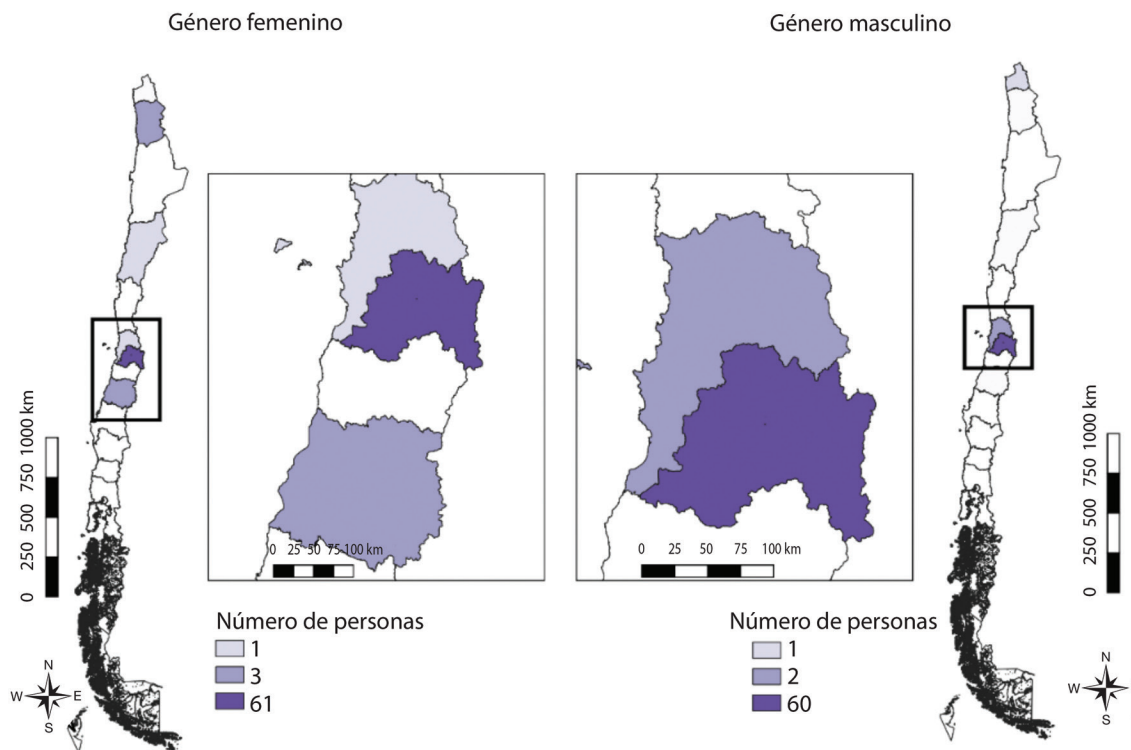 Género femenino
Género masculino
0 250 500 750 1000 km
0 25 50 75 100 km
0 25 50 75 100 km
0 250 500 750 1000 km
Número de personas
1
3
61
Número de personas
1
2
60
N
W E
S
N
W
S